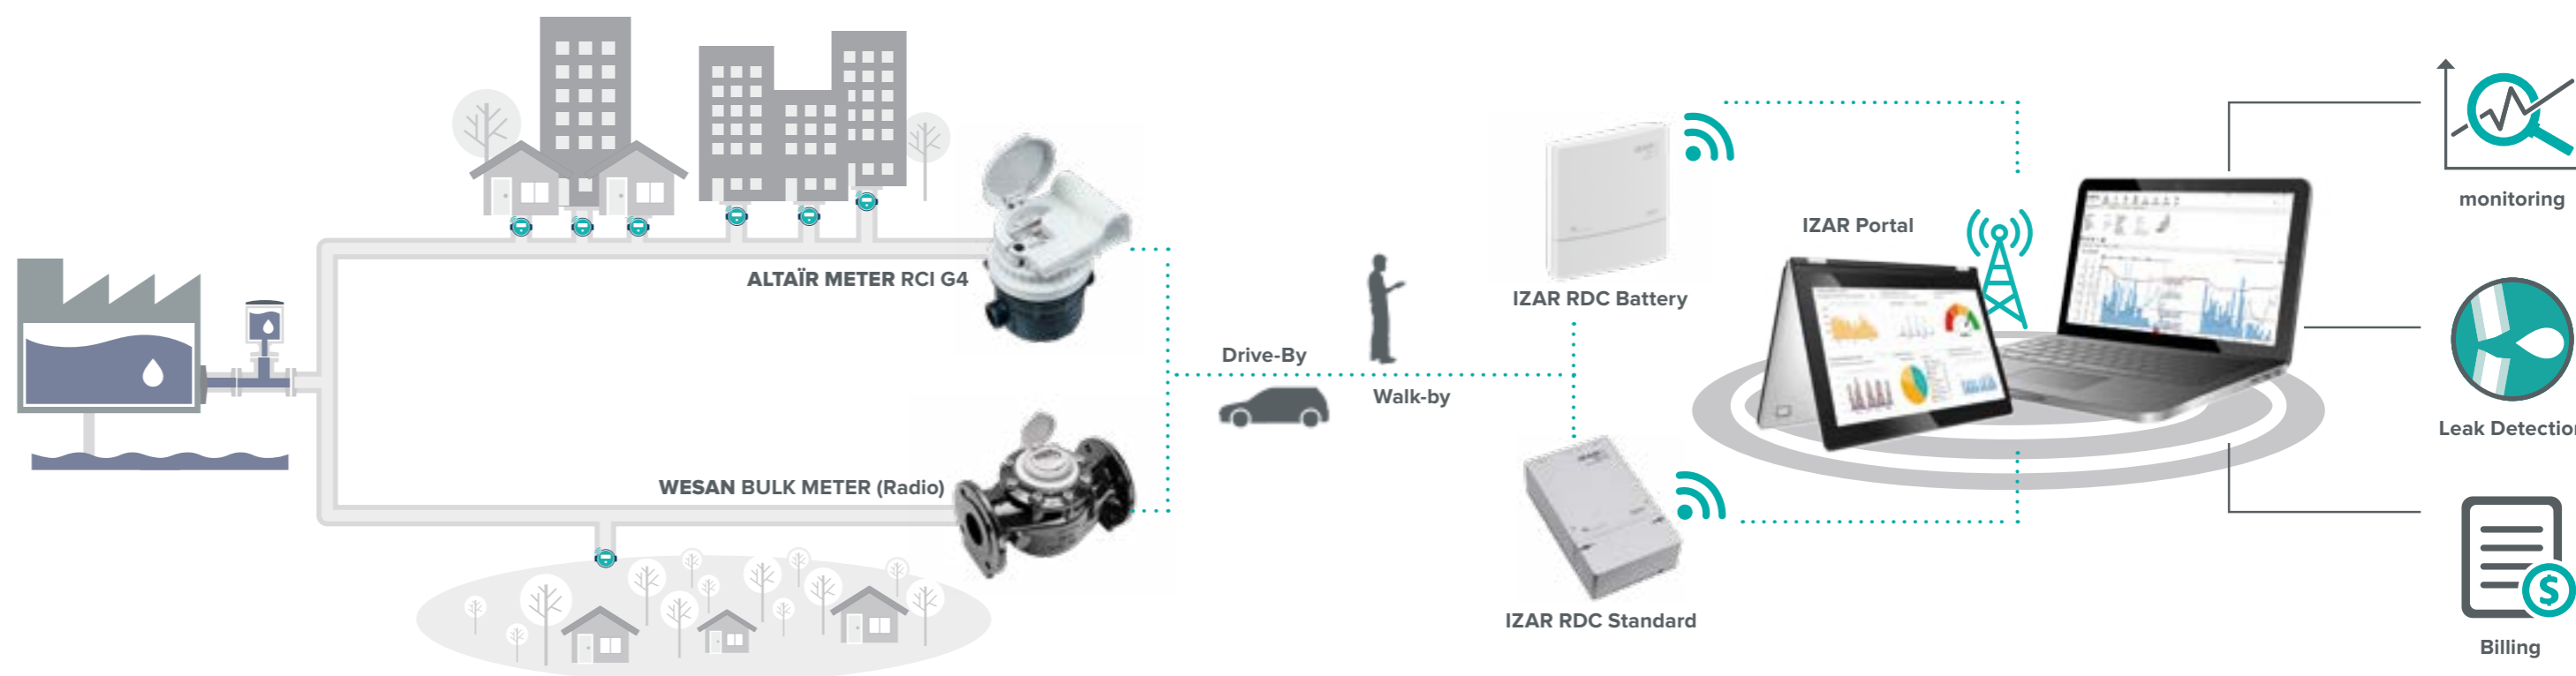 monitoring
IZAR Portal
ALTAÏR METER RCI G4
IZAR RDC Battery
Drive-By
Walk-by
Leak Detection
WESAN BULK METER (Radio)
IZAR RDC Standard
Billing
$